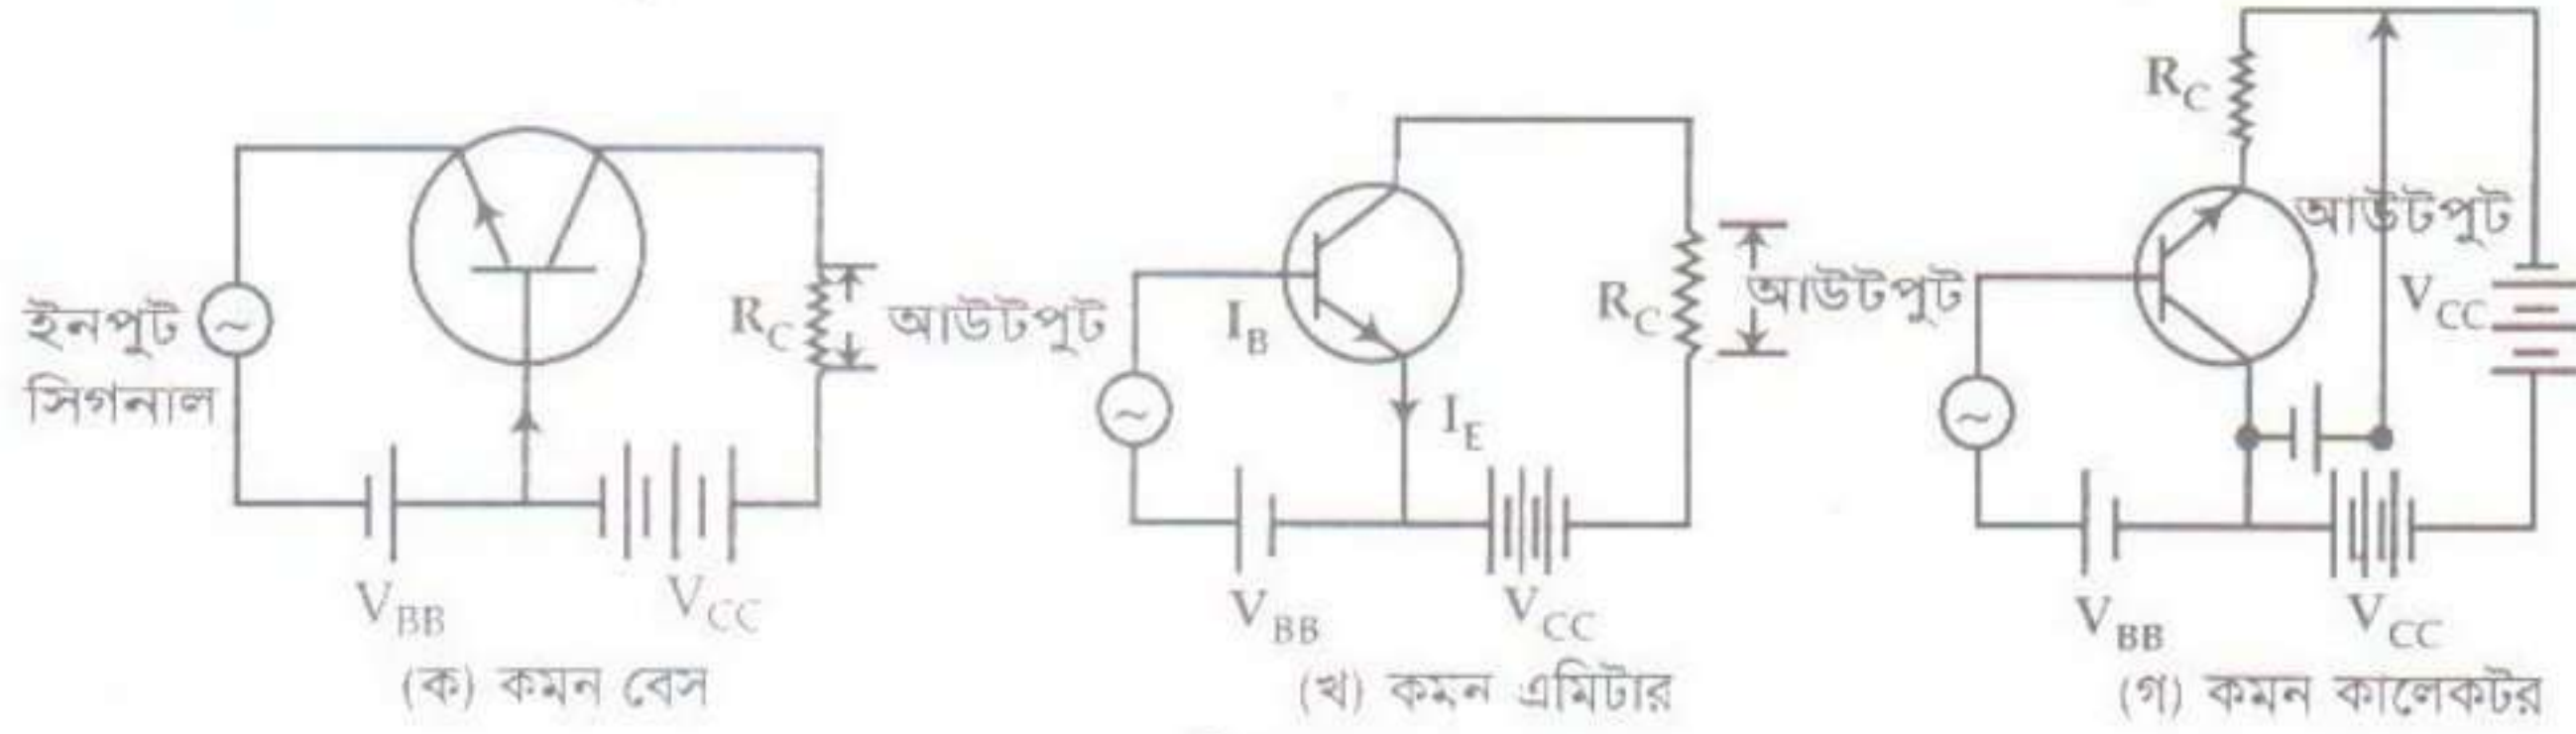 ইনপুট
সিগনাল
R_C
আউটপুট
V_BB
V_CC
(ক) কমন বেস
I_B
I_E
R_C
আউটপুট
V_BB
V_CC
(খ) কমন এমিটার
R_C
আউটপুট
V_CC
V_BB
V_CC
(গ) কমন কালেকটর